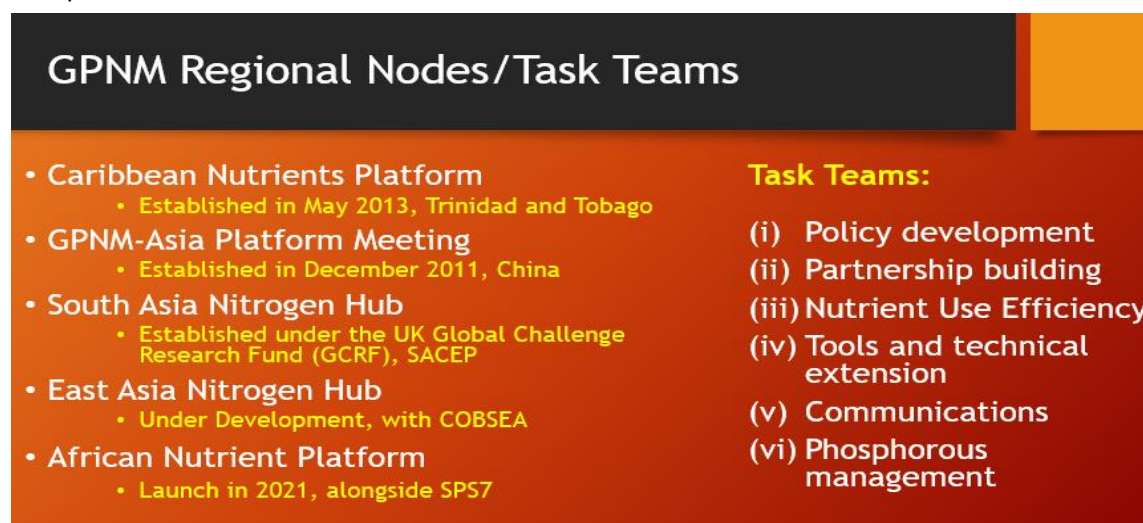 GPNM Regional Nodes/Task Teams
• Caribbean Nutrients Platform
• Established in May 2013, Trinidad and Tobago
• GPNM-Asia Platform Meeting
• Established in December 2011, China
• South Asia Nitrogen Hub
• Established under the UK Global Challenge
Research Fund (GCRF), SACEP
• East Asia Nitrogen Hub
• Under Development, with COBSEA
• African Nutrient Platform
• Launch in 2021, alongside SPS7
Task Teams:
(i) Policy development
(ii) Partnership building
(iii) Nutrient Use Efficiency
(iv) Tools and technical
extension
(v) Communications
(vi) Phosphorous
management